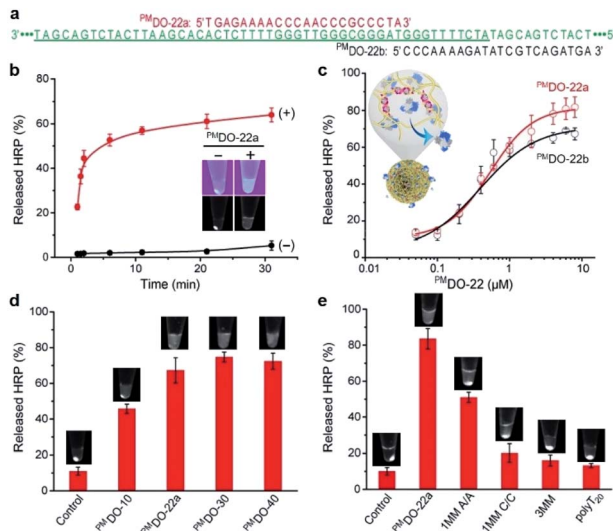 a
PMDO-22a: 5'TGAGAAAACCCAACCCGCCCTA3'
3'•••TAGCAGTCTACTTAAGCACACTCTTTTGGGTTGGGCGGGATGGGTTTTCTATAGCAGTCTACT•••5
PMDO-22b: 5'CCCAAAAGATATCGTCAGATGA 3'
b
Released HRP (%)
80
60
40
20
0
0 10 20 30
Time (min)
(+)
(−)
PMDO-22a
− +
c
Released HRP (%)
100
80
60
40
20
0
0.01 0.1 1 10
PMDO-22 (µM)
PMDO-22a
PMDO-22b
d
Released HRP (%)
100
80
60
40
20
0
Control
PMDO-10
PMDO-22a
PMDO-30
PMDO-40
e
Released HRP (%)
100
80
60
40
20
0
Control
PMDO-22a
1MM A/A
1MM C/C
3MM
polyT20